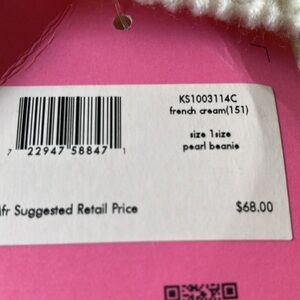 KS1003114C
french cream(151)
size 1size
pearl beanie
7 22947 58847 1
Mfr Suggested Retail Price $68.00